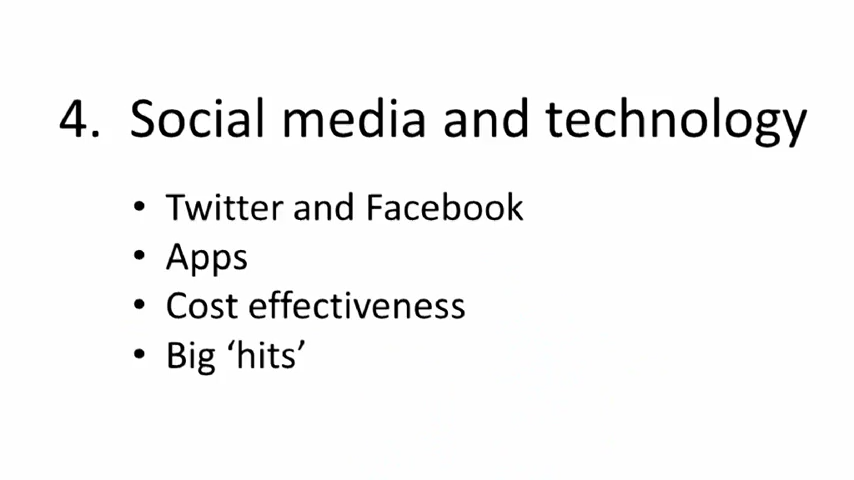 4. Social media and technology
• Twitter and Facebook
• Apps
• Cost effectiveness
• Big ‘hits’